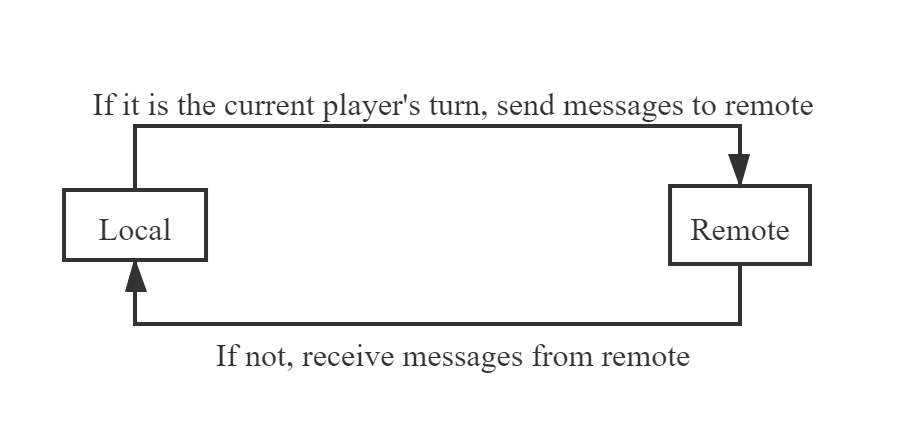 If it is the current player's turn, send messages to remote
Local
Remote
If not, receive messages from remote